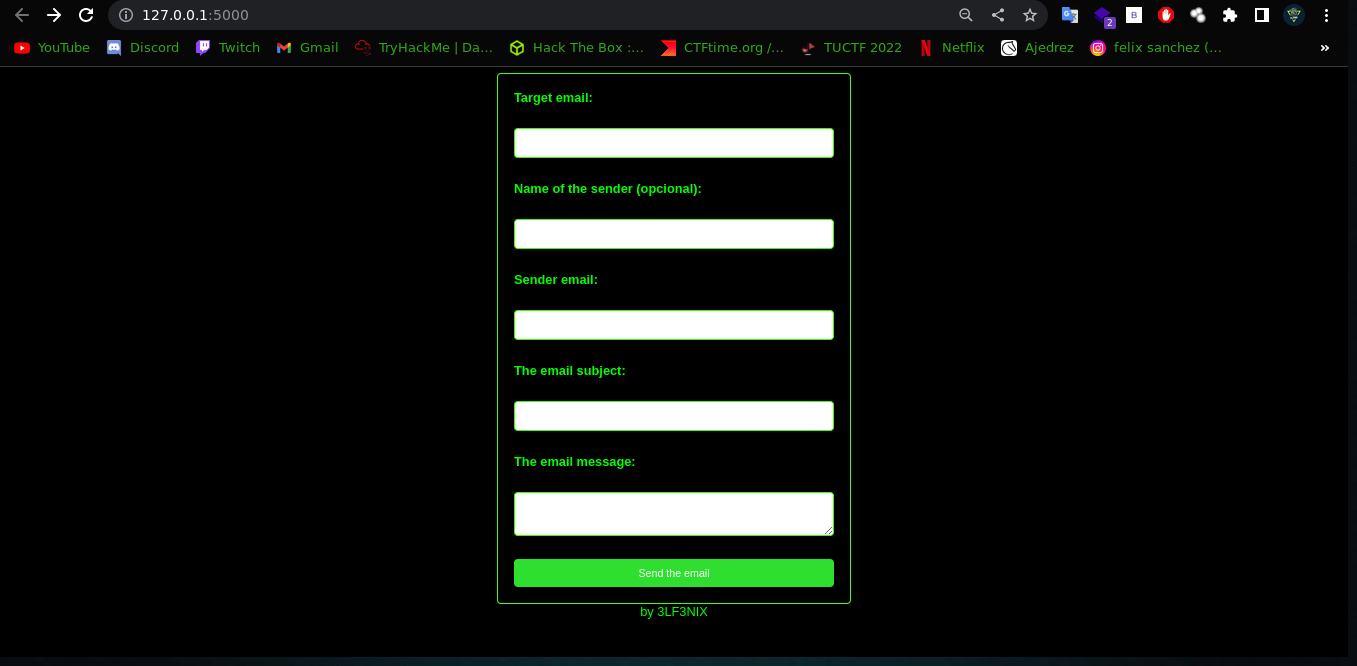 127.0.0.1:5000
2
YouTube Discord Twitch Gmail TryHackMe | Da... Hack The Box :... CTFtime.org /... TUCTF 2022 Netflix Ajedrez felix sanchez (... »
Target email:
Name of the sender (opcional):
Sender email:
The email subject:
The email message:
Send the email
by 3LF3NIX